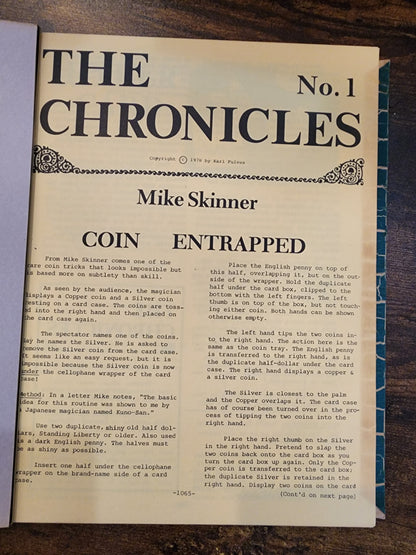 THE
No. 1
CHRONICLES
Copyright © 1978 by Karl Fulves
Mike Skinner
COIN ENTRAPPED
From Mike Skinner comes one of the
rare coin tricks that looks impossible but
is based more on subtlety than skill.
As seen by the audience, the magician
displays a Copper coin and a Silver coin
resting on a card case. The coins are toss-
ed into the right hand and then placed on
the card case again.
The spectator names one of the coins.
Say he names the Silver. He is asked to
remove the Silver coin from the card case.
It seems like an easy request, but it is
impossible because the Silver coin is now
under the cellophane wrapper of the card
case!
Method: In a letter Mike notes, "The basic
idea for this routine was shown to me by
a Japanese magician named Kuno-San."
Use two duplicate, shiny old half dol-
lars, Standing Liberty or older. Also used
is a dark English penny. The halves must
be as shiny as possible.
Insert one half under the cellophane
wrapper on the brand-name side of a card
case.
Place the English penny on top of
this half, overlapping it, but on the out-
side of the wrapper. Hold the duplicate
half under the card box, clipped to the
bottom with the left fingers. The left
thumb is on top of the box, but not touch-
ing either coin. Both hands can be shown
otherwise empty.
The left hand tips the two coins in-
to the right hand. The action here is the
same as the coin tray. The English penny
is transferred to the right hand, as is
the duplicate half-dollar under the card
case. The right hand displays a copper &
a silver coin.
The Silver is closest to the palm
and the Copper overlaps it. The card case
has of course been turned over in the pro-
cess of tipping the two coins into the
right hand.
Place the right thumb on the Silver
in the right hand. Pretend to slap the
two coins back onto the card box as you
turn the card box up again. Only the Cop-
per coin is transferred to the card box;
the duplicate Silver is retained in the
right hand. Display two coins on the card
-1065-
(Cont'd on next page)